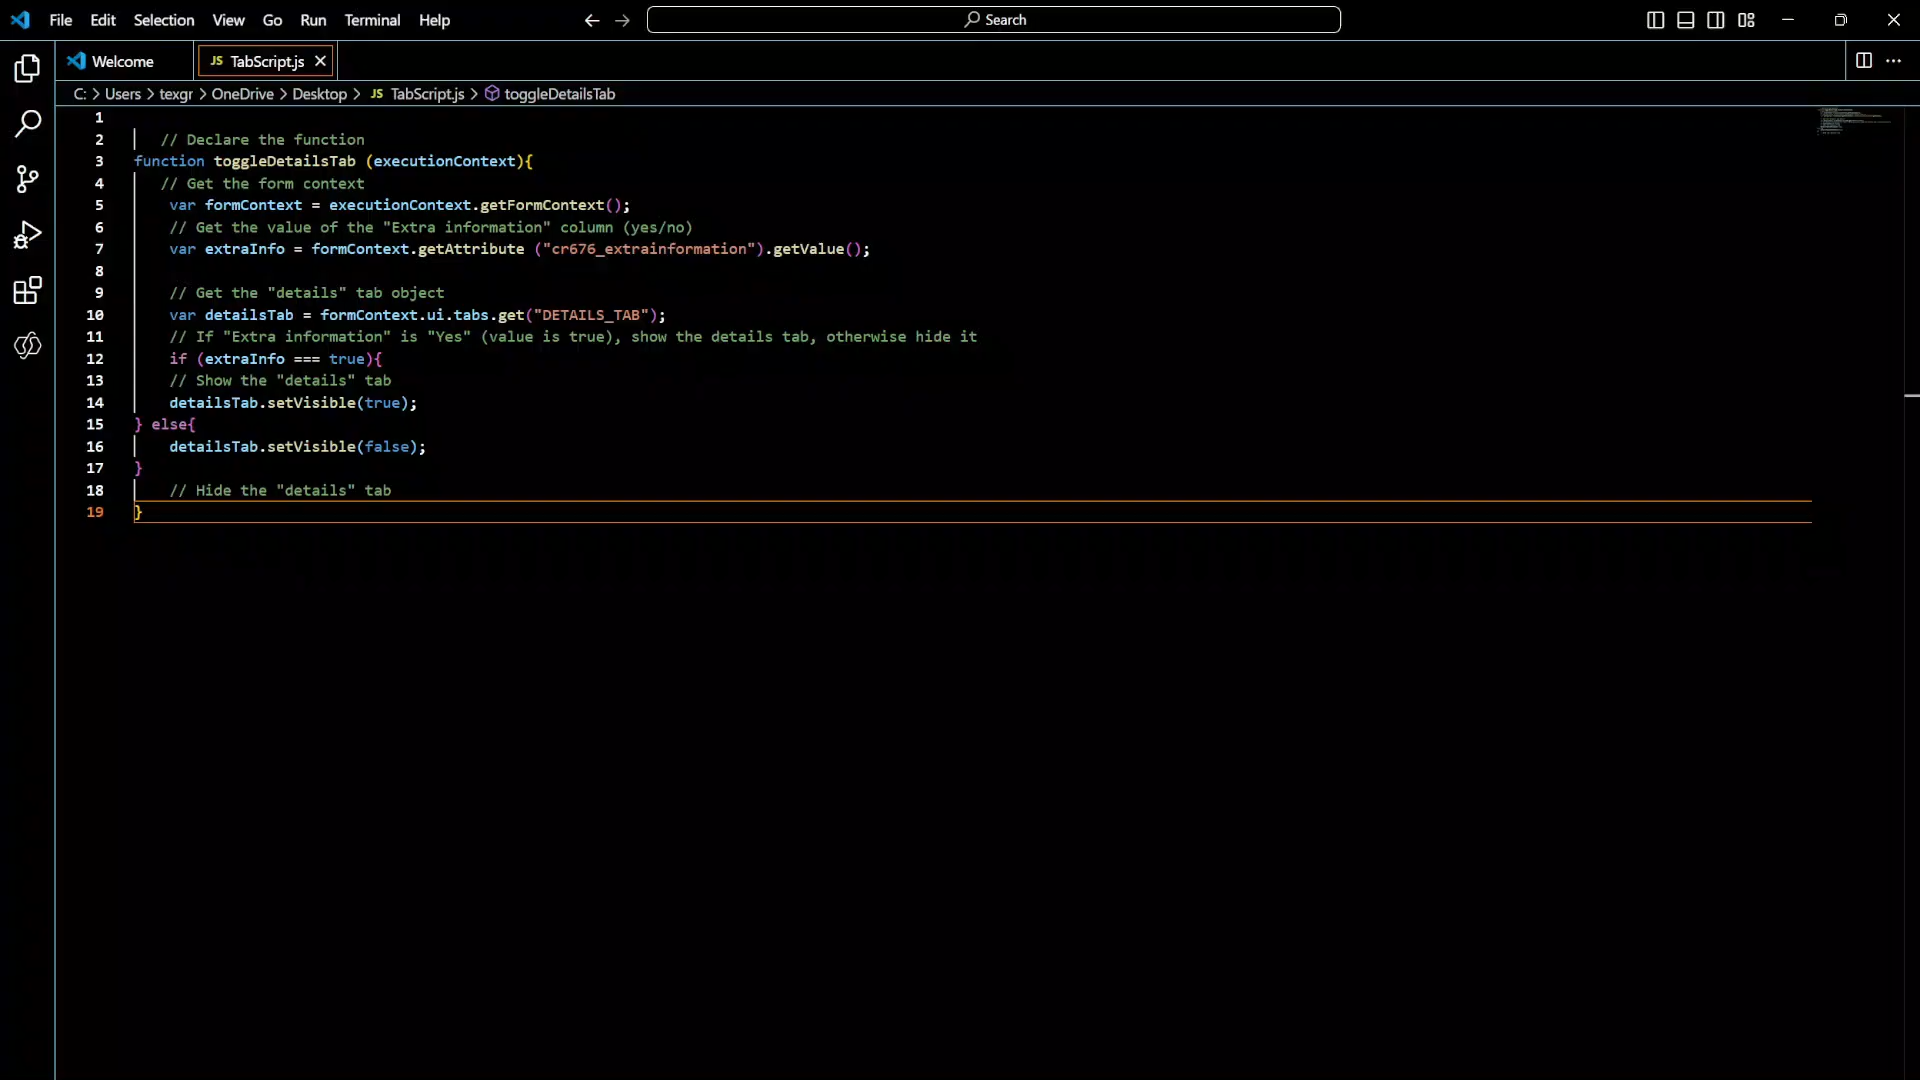 File Edit Selection View Go Run Terminal Help Search
Welcome JS TabScript.js
C: > Users > texgr > OneDrive > Desktop > JS TabScript.js > toggleDetailsTab
1
2 // Declare the function
3 function toggleDetailsTab (executionContext){
4 // Get the form context
5 var formContext = executionContext.getFormContext();
6 // Get the value of the "Extra information" column (yes/no)
7 var extraInfo = formContext.getAttribute ("cr676_extrainformation").getValue();
8
9 // Get the "details" tab object
10 var detailsTab = formContext.ui.tabs.get("DETAILS_TAB");
11 // If "Extra information" is "Yes" (value is true), show the details tab, otherwise hide it
12 if (extraInfo === true){
13 // Show the "details" tab
14 detailsTab.setVisible(true);
15 } else{
16 detailsTab.setVisible(false);
17 }
18 // Hide the "details" tab
19 }